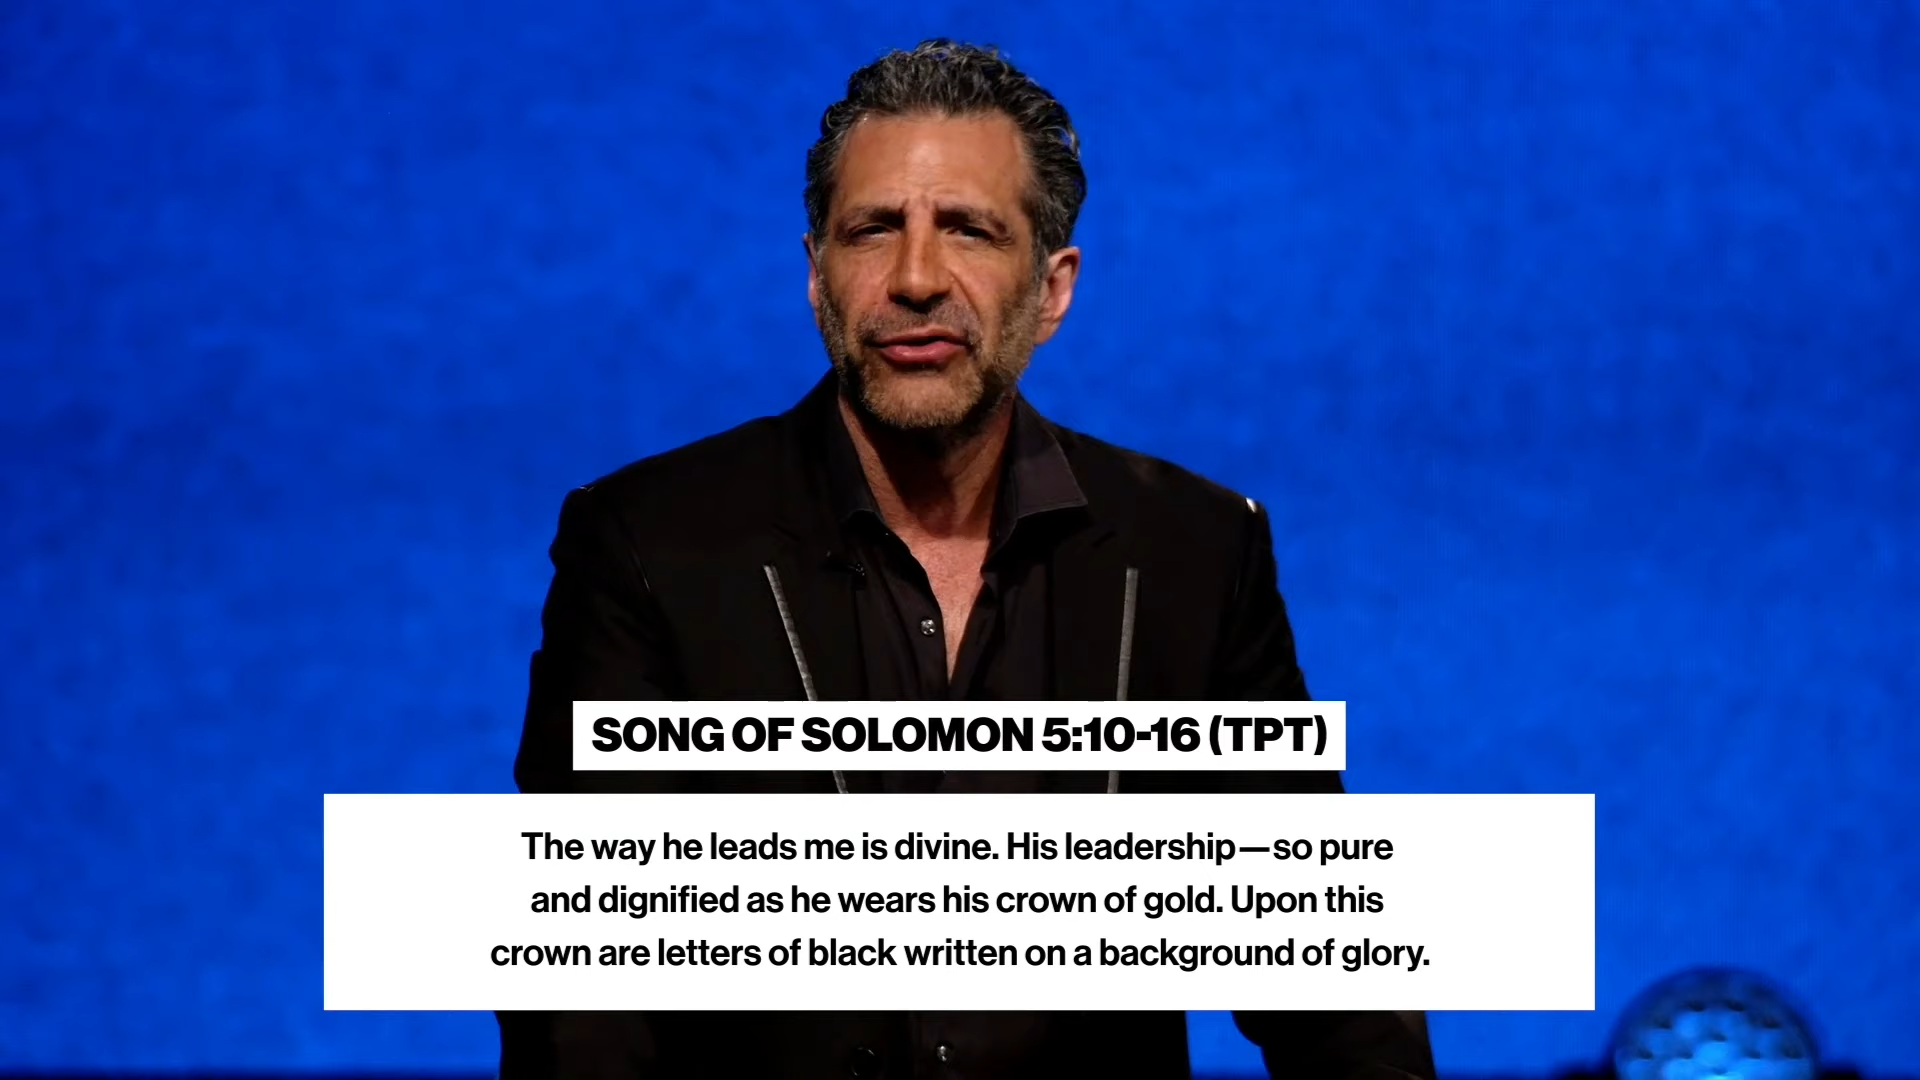 SONG OF SOLOMON 5:10-16 (TPT)
The way he leads me is divine. His leadership—so pure
and dignified as he wears his crown of gold. Upon this
crown are letters of black written on a background of glory.